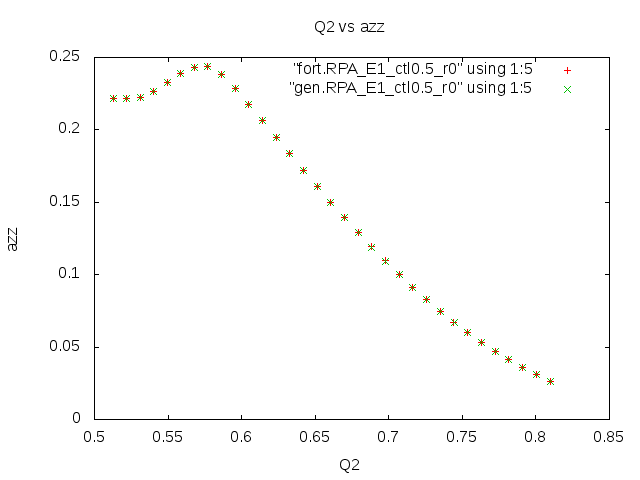 Q2 vs azz
"fort.RPA_E1_ctl0.5_r0" using 1:5
"gen.RPA_E1_ctl0.5_r0" using 1:5
0.25
0.2
0.15
0.1
0.05
0
azz
0.5 0.55 0.6 0.65 0.7 0.75 0.8 0.85
Q2